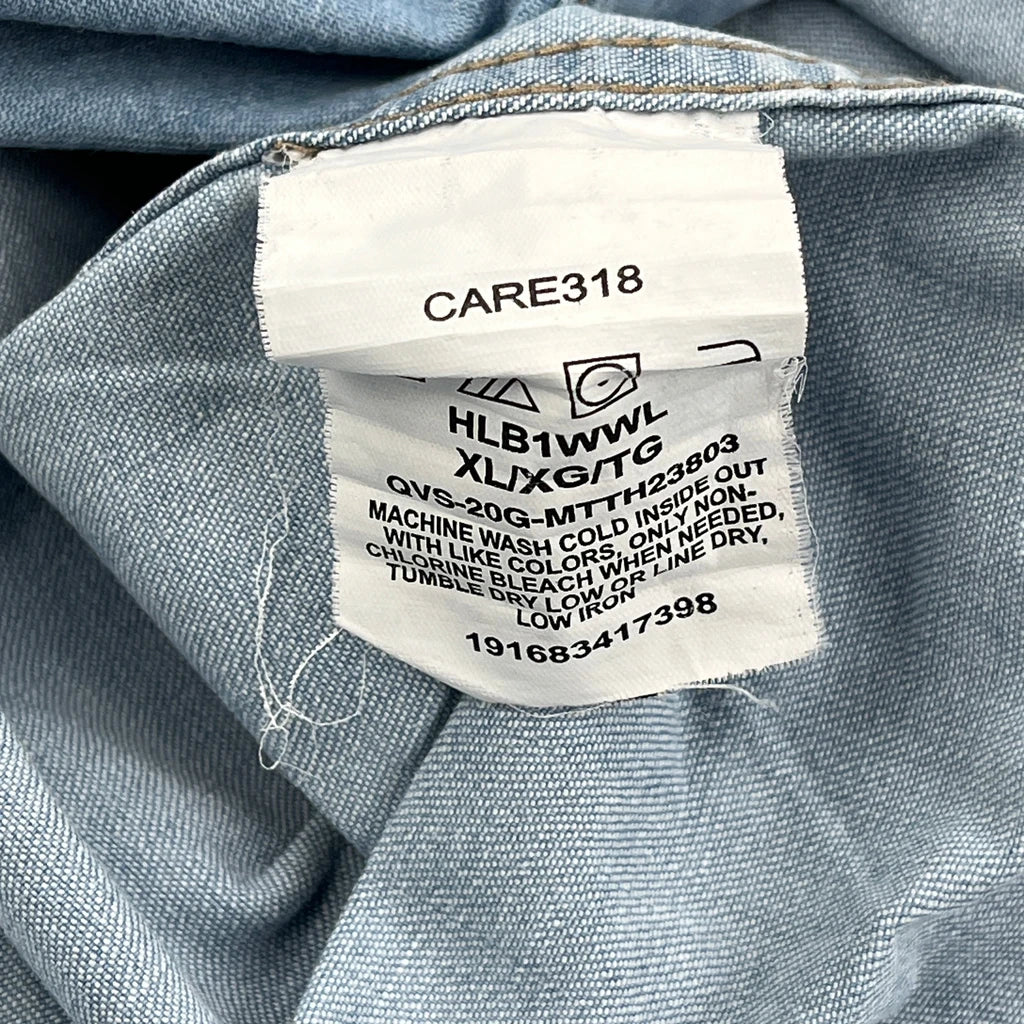 CARE318
HLB1WWL
XL/XG/TG
QVS-20G-MTTH23803
MACHINE WASH COLD INSIDE OUT
WITH LIKE COLORS, ONLY NON-
CHLORINE BLEACH WHEN NEEDED,
TUMBLE DRY LOW OR LINE DRY,
LOW IRON
191683417398